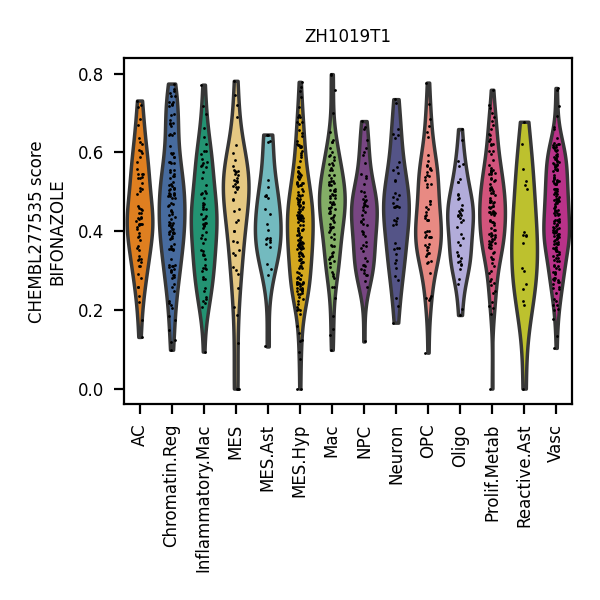 ZH1019T1
CHEMBL277535 score
BIFONAZOLE
0.8
0.6
0.4
0.2
0.0
AC
Chromatin.Reg
Inflammatory.Mac
MES
MES.Ast
MES.Hyp
Mac
NPC
Neuron
OPC
Oligo
Prolif.Metab
Reactive.Ast
Vasc